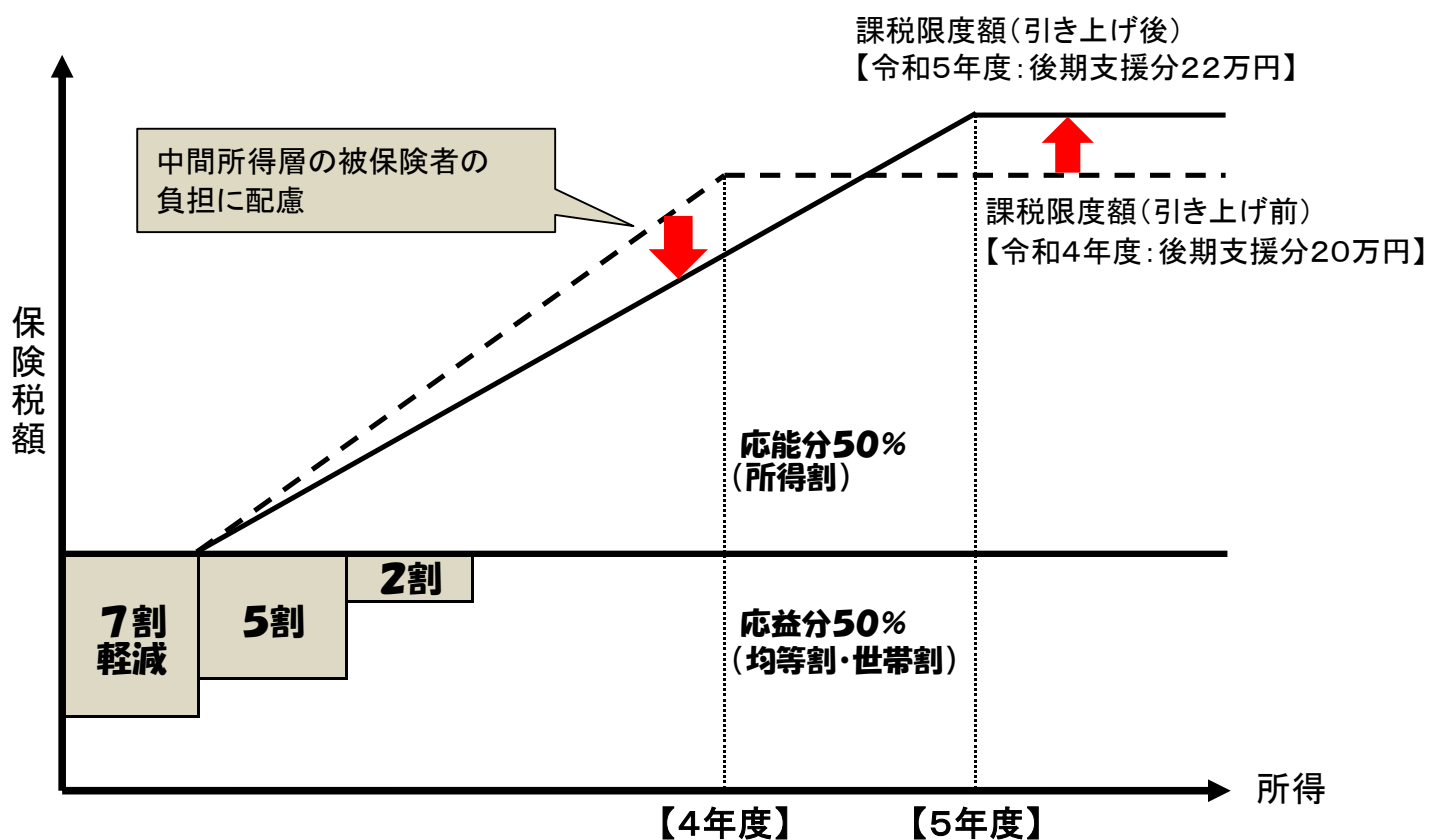 課税限度額(引き上げ後)
【令和5年度:後期支援分22万円】
中間所得層の被保険者の
負担に配慮
課税限度額(引き上げ前)
【令和4年度:後期支援分20万円】
保険税額
応能分50%
(所得割)
7割
軽減
5割
2割
応益分50%
(均等割・世帯割)
所得
【4年度】
【5年度】